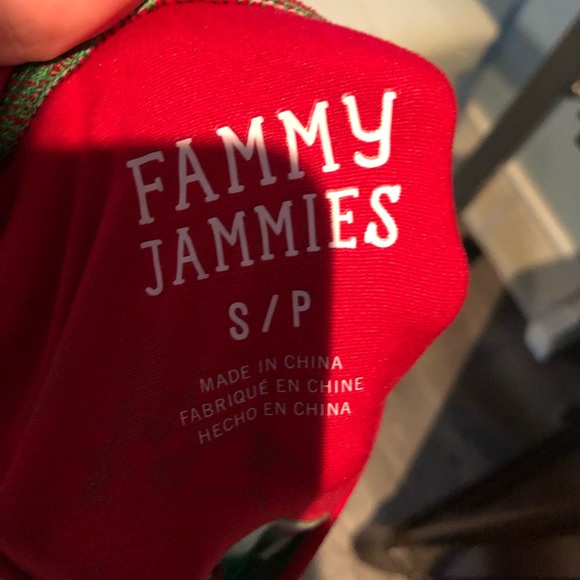 FAMMY
JAMMIES
S/P
MADE IN CHINA
FABRIQUÉ EN CHINE
HECHO EN CHINA